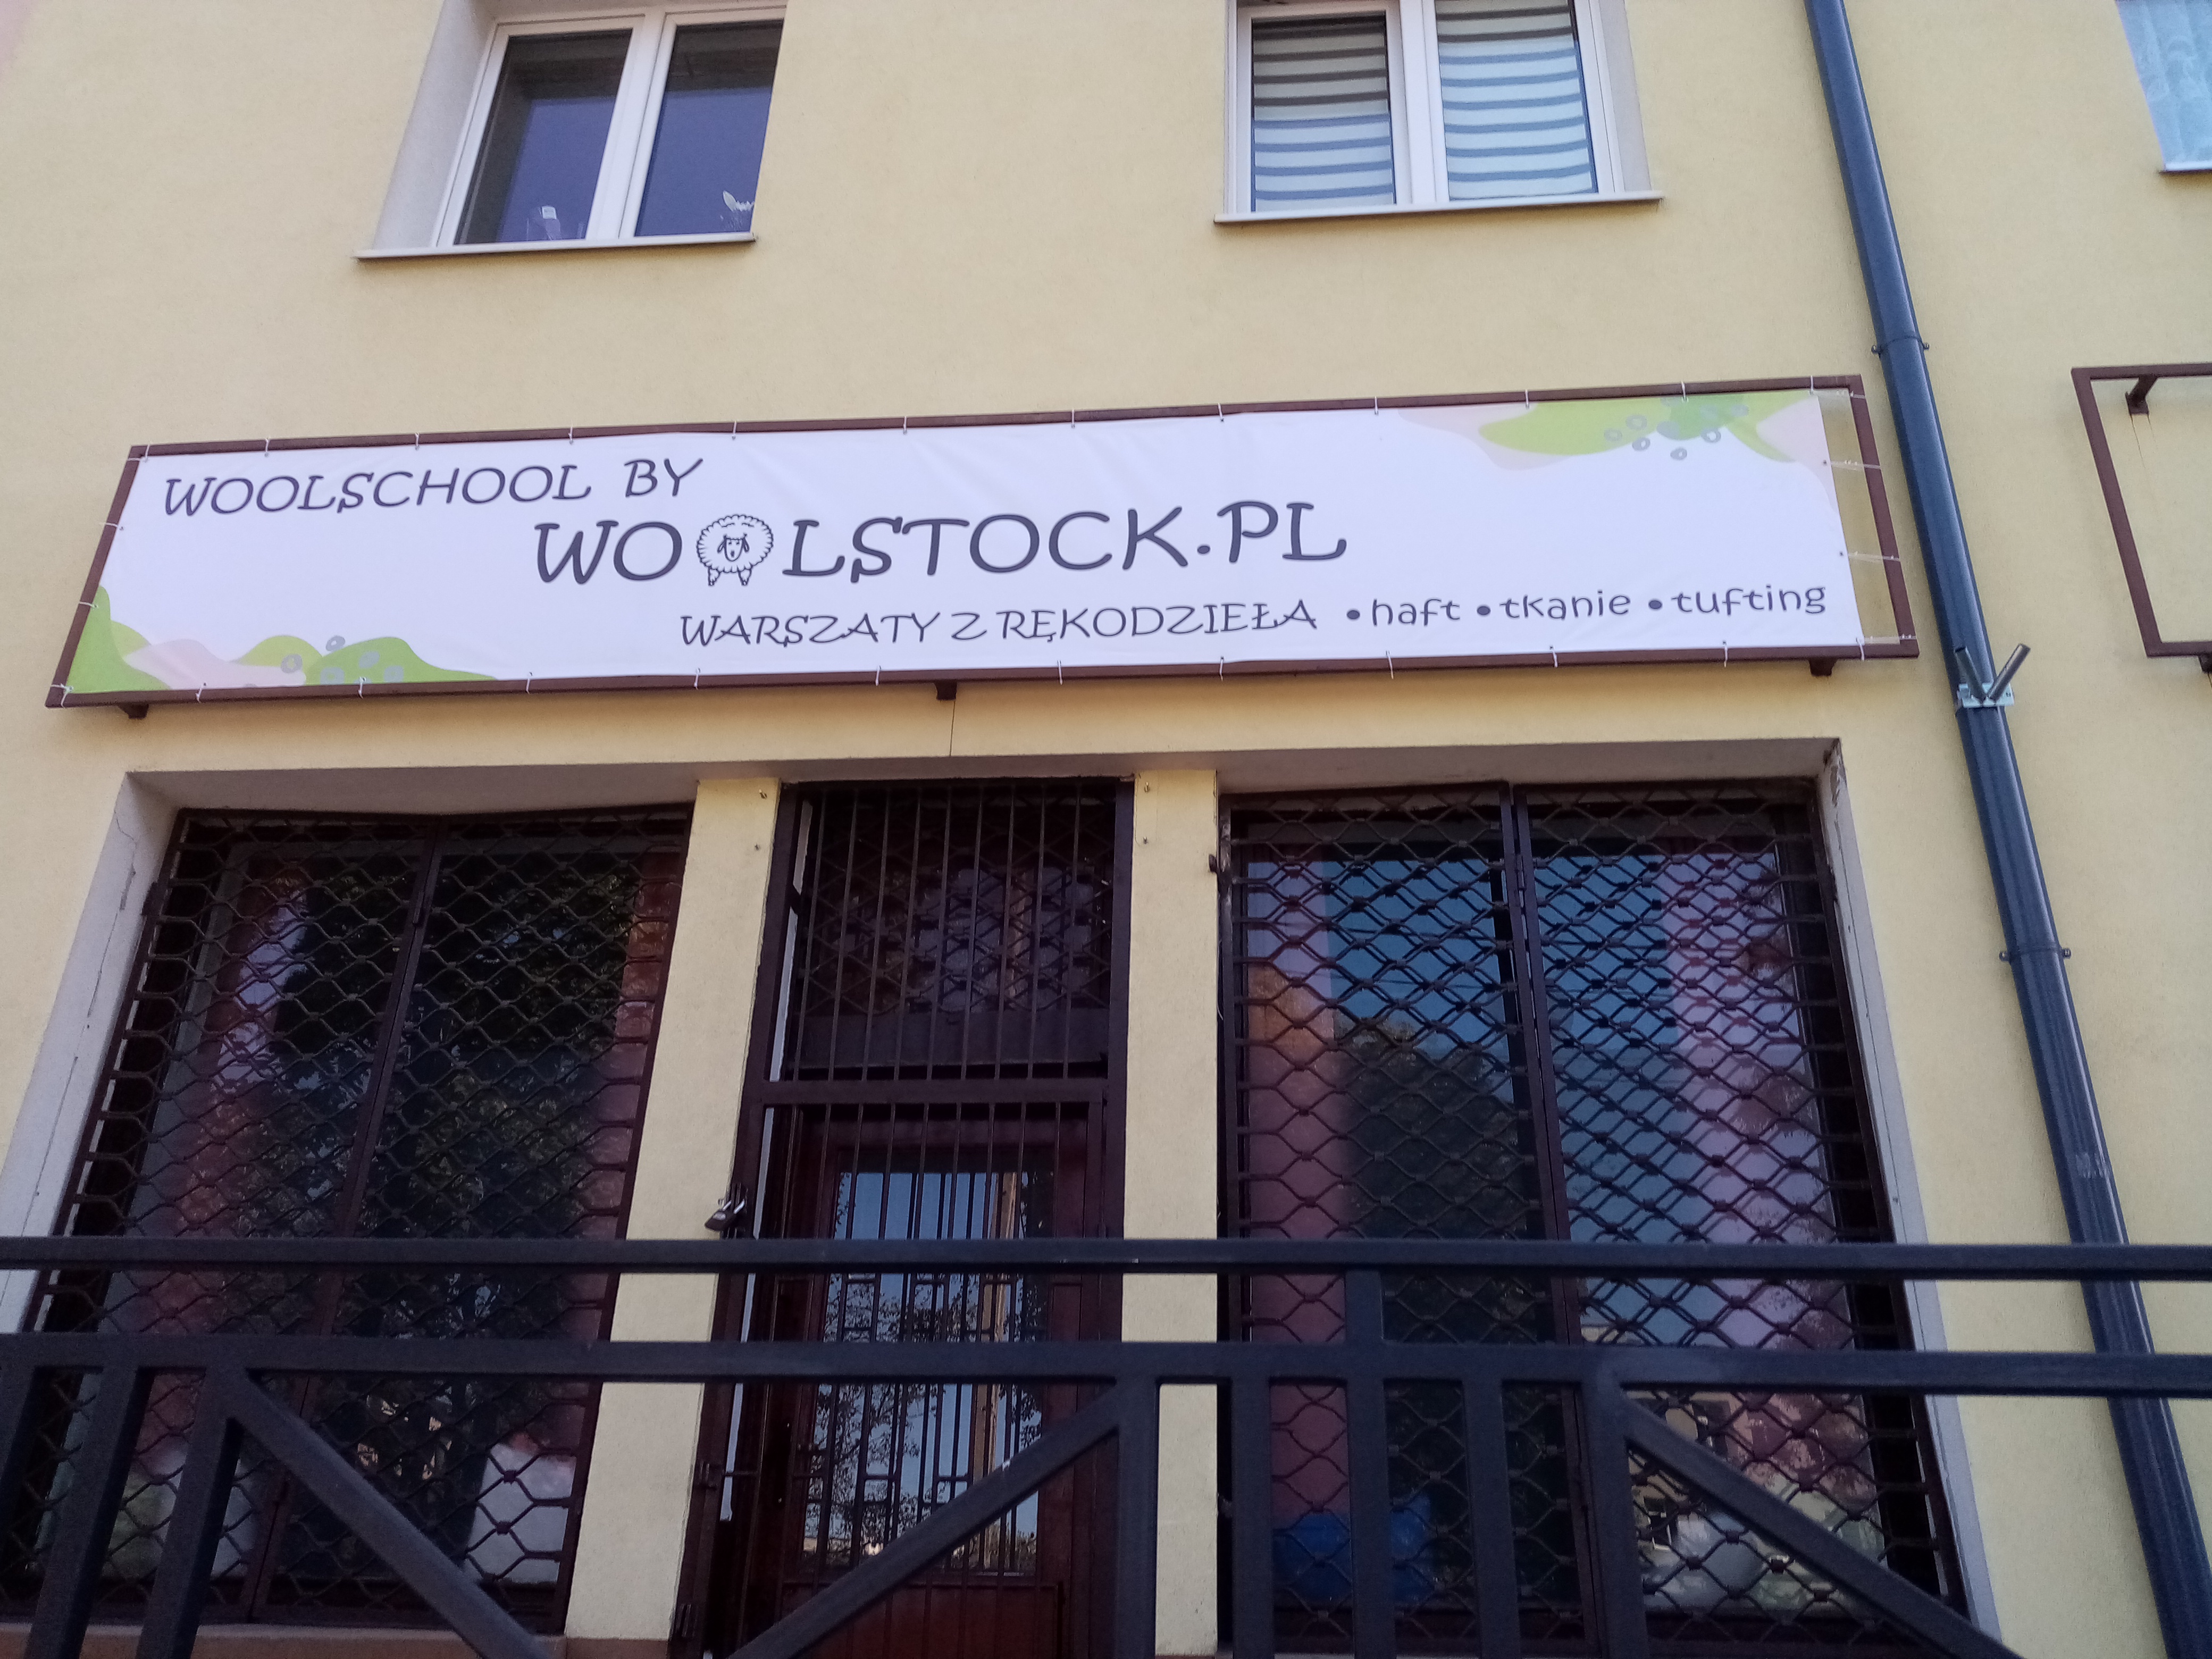 WOOLSCHOOL BY
WOOLSTOCK.PL
WARSZATY Z RĘKODZIEŁA •haft •tkanie •tufting